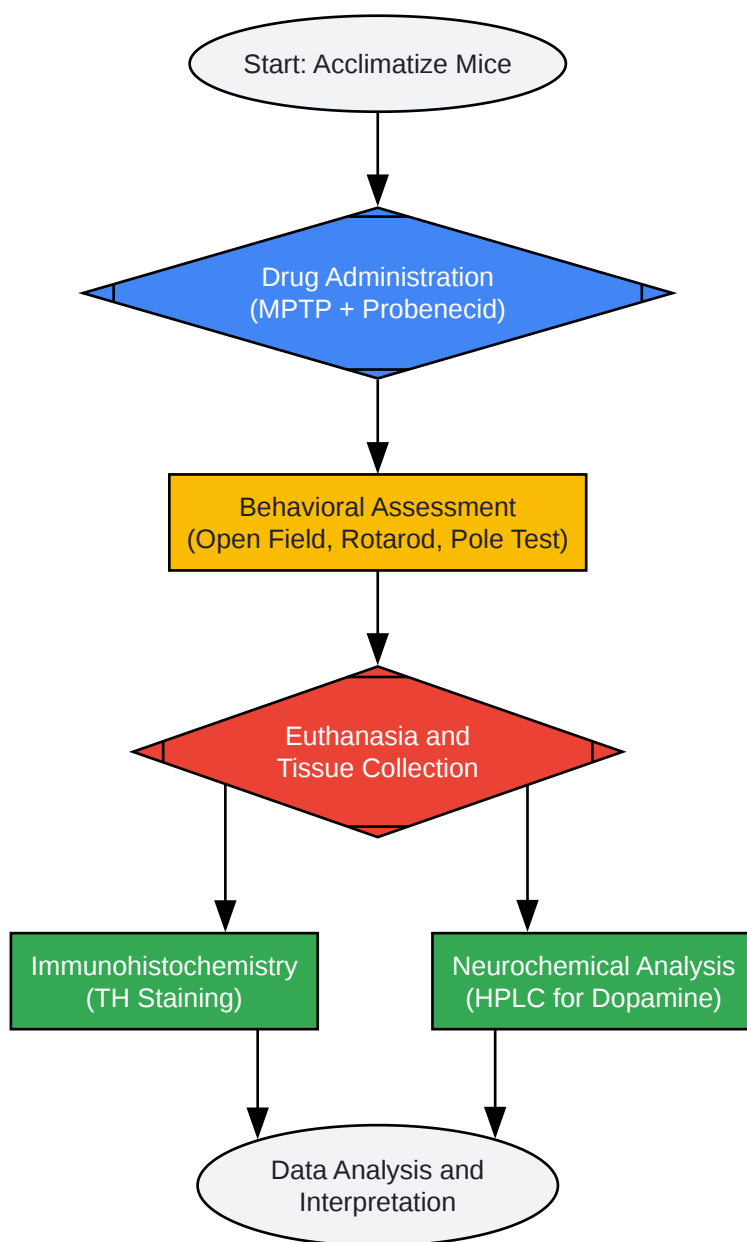 Start: Acclimatize Mice
Drug Administration
(MPTP + Probenecid)
Behavioral Assessment
(Open Field, Rotarod, Pole Test)
Euthanasia and
Tissue Collection
Immunohistochemistry
(TH Staining)
Neurochemical Analysis
(HPLC for Dopamine)
Data Analysis and
Interpretation